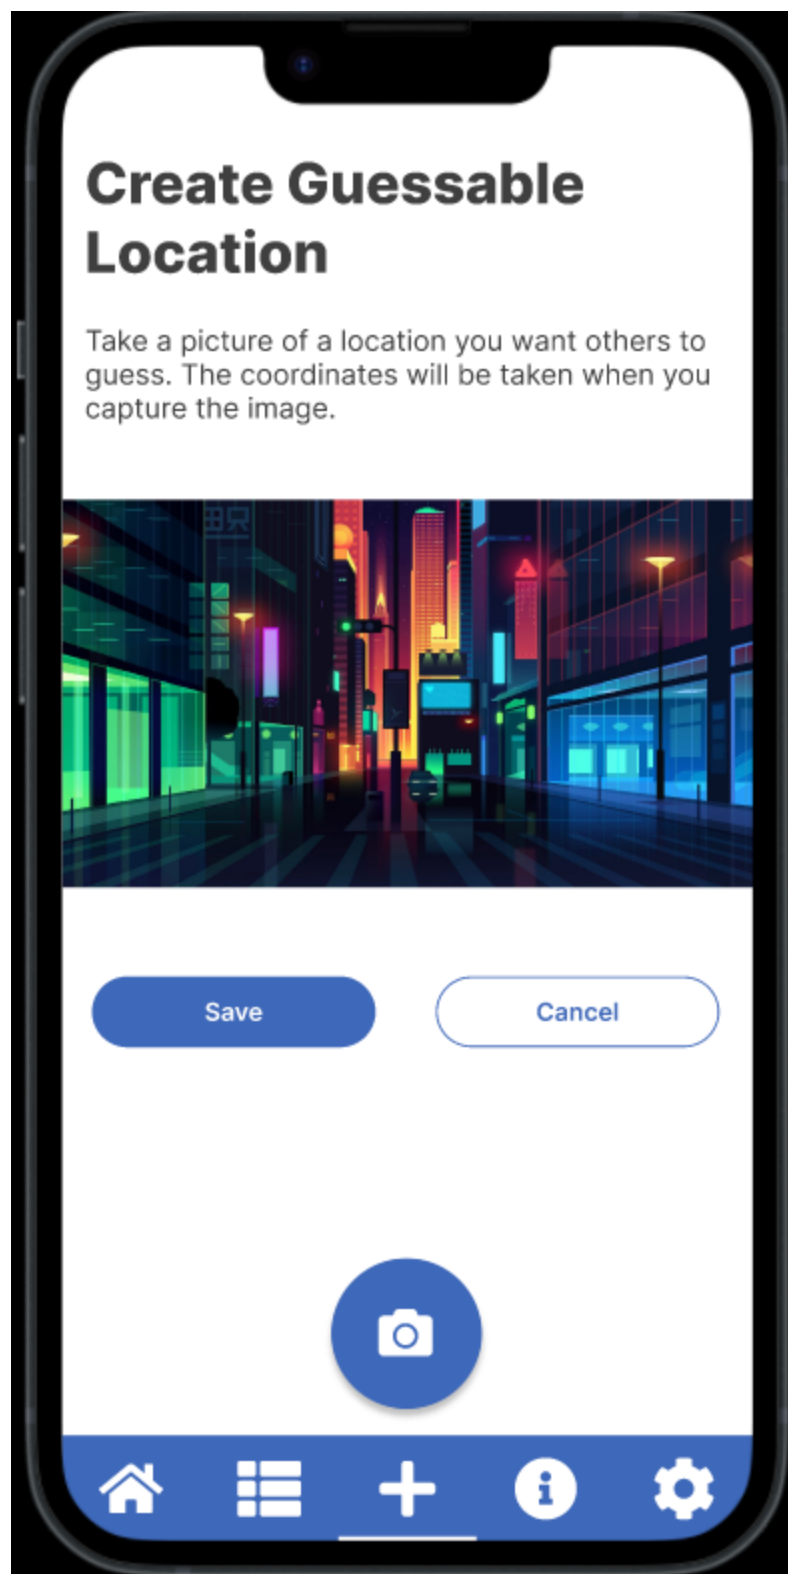 Create Guessable
Location
Take a picture of a location you want others to
guess. The coordinates will be taken when you
capture the image.
Save
Cancel